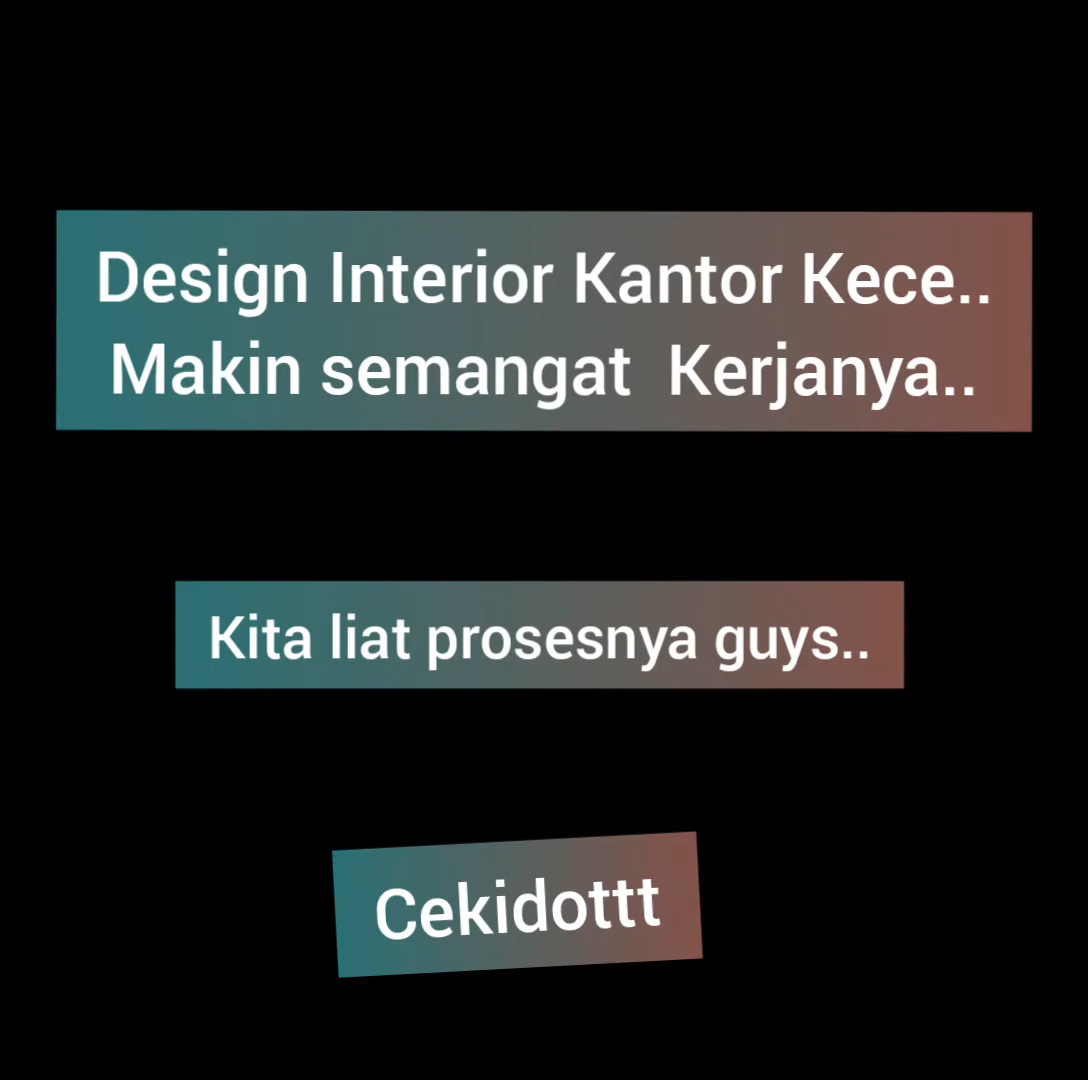 Design Interior Kantor Kece..
Makin semangat  Kerjanya..
Kita liat prosesnya guys..
Cekidottt